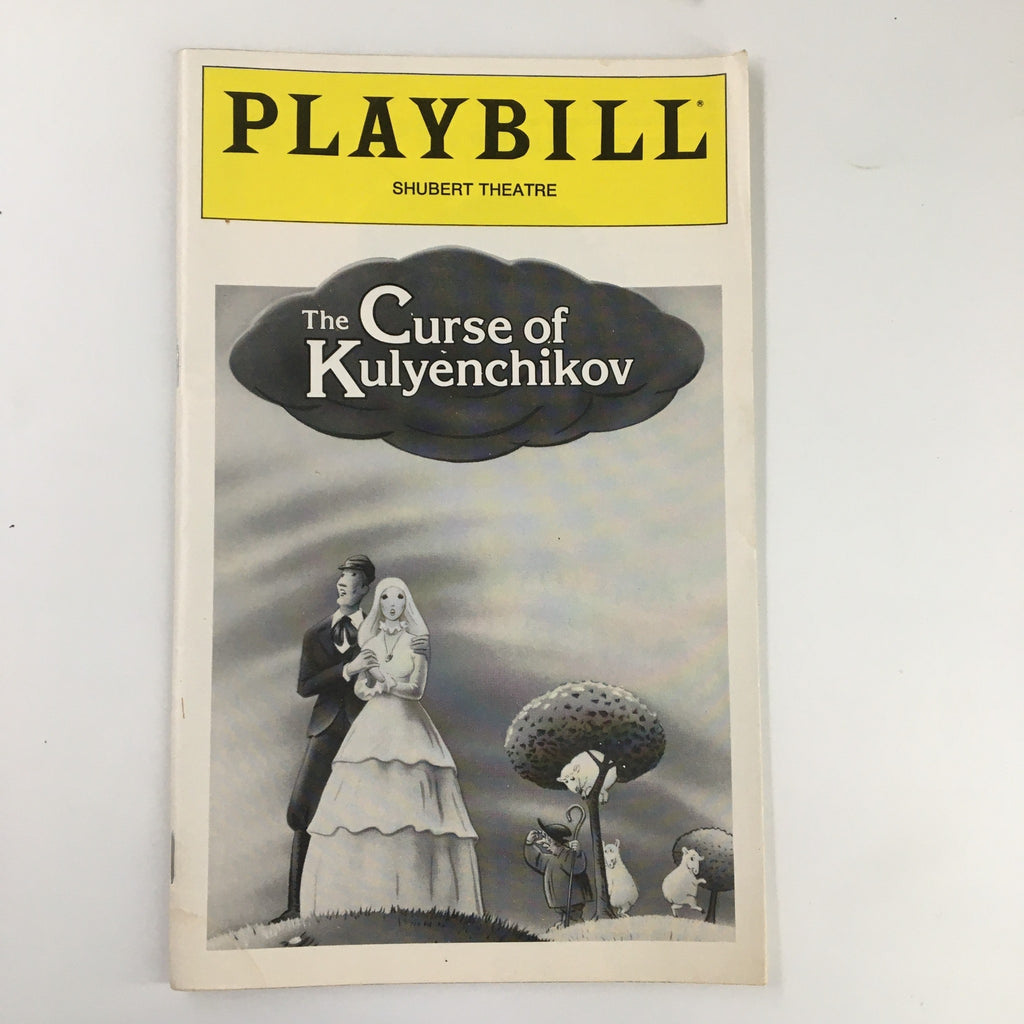 PLAYBILL®
SHUBERT THEATRE
The Curse of
Kulyenchikov